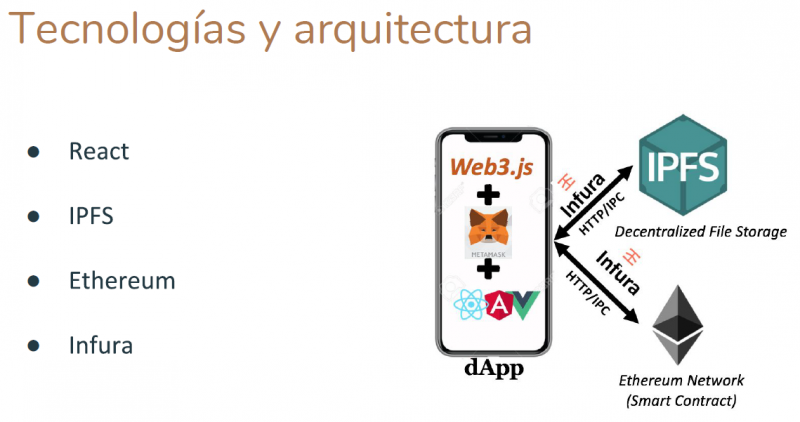 Tecnologías y arquitectura
React
IPFS
Ethereum
Infura
Web3.js
+
METAMASK
+
A
dApp
Infura
HTTP/IPC
IPFS
Decentralized File Storage
Infura
HTTP/IPC
Ethereum Network
(Smart Contract)